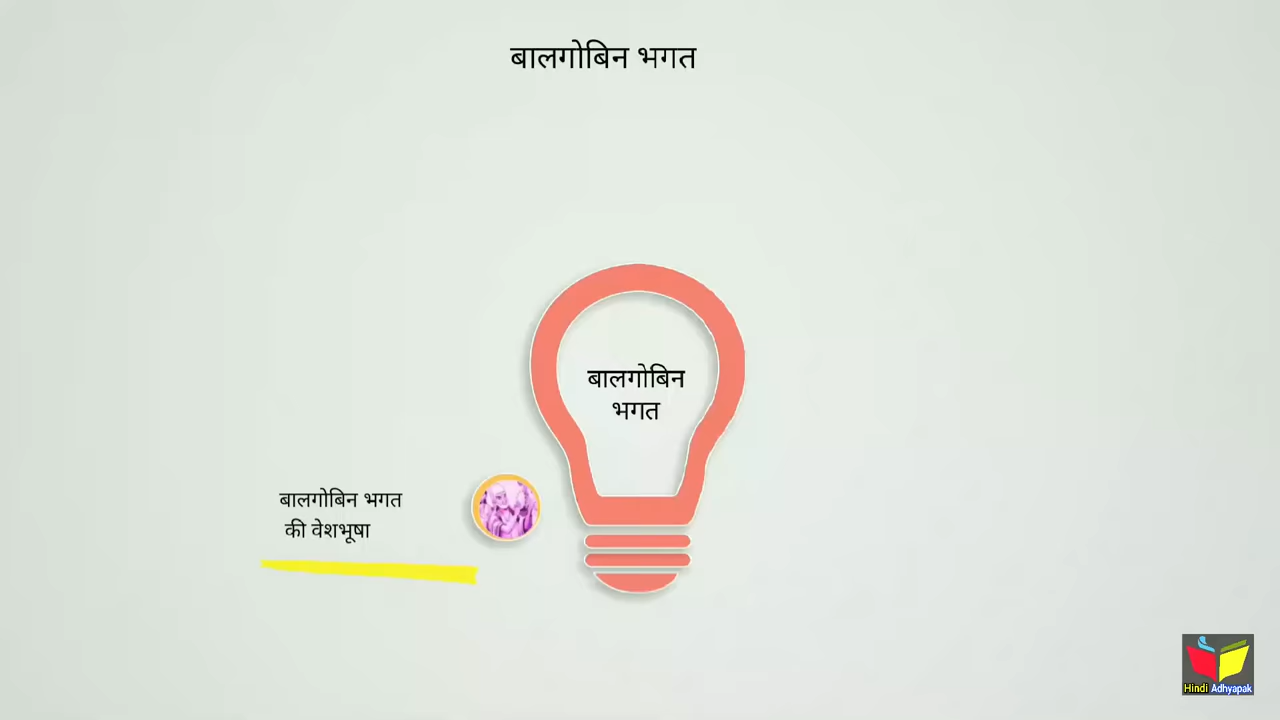 बालगोबिन भगत
बालगोबिन
भगत
बालगोबिन भगत
की वेशभूषा
Hindi Adhyapak